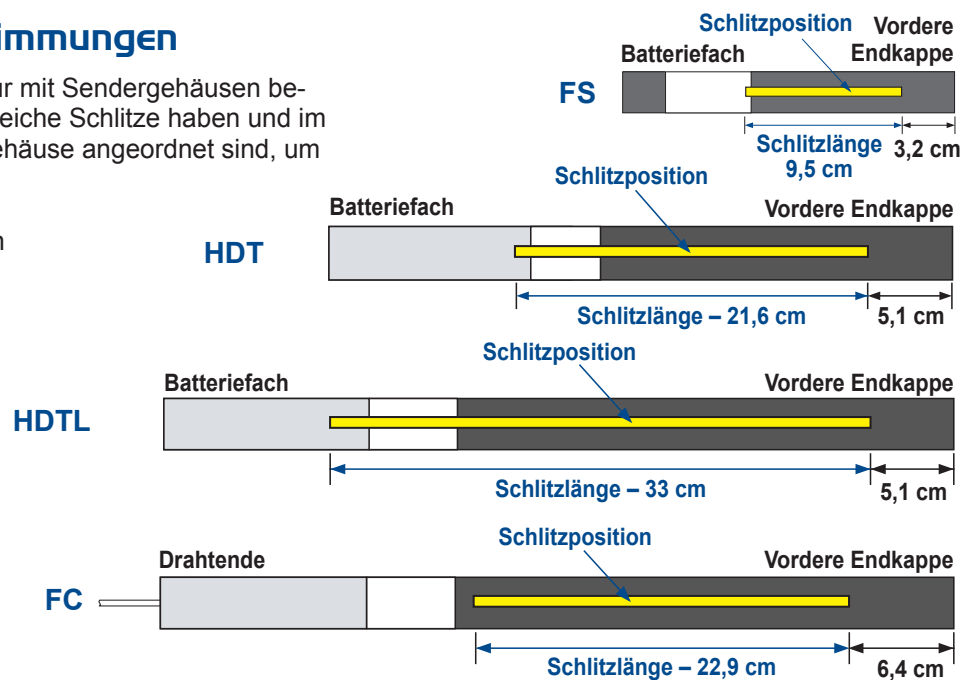 immungen
ur mit Sendergehäusen be-
eiche Schlitze haben und im
ehäuse angeordnet sind, um
Schlitzposition
Vordere
Endkappe
Batteriefach
FS
Schlitzlänge
9,5 cm
3,2 cm
Schlitzposition
Batteriefach
Vordere Endkappe
HDT
Schlitzlänge – 21,6 cm
5,1 cm
Schlitzposition
Batteriefach
Vordere Endkappe
HDTL
Schlitzlänge – 33 cm
5,1 cm
Schlitzposition
Drahtende
Vordere Endkappe
FC
Schlitzlänge – 22,9 cm
6,4 cm